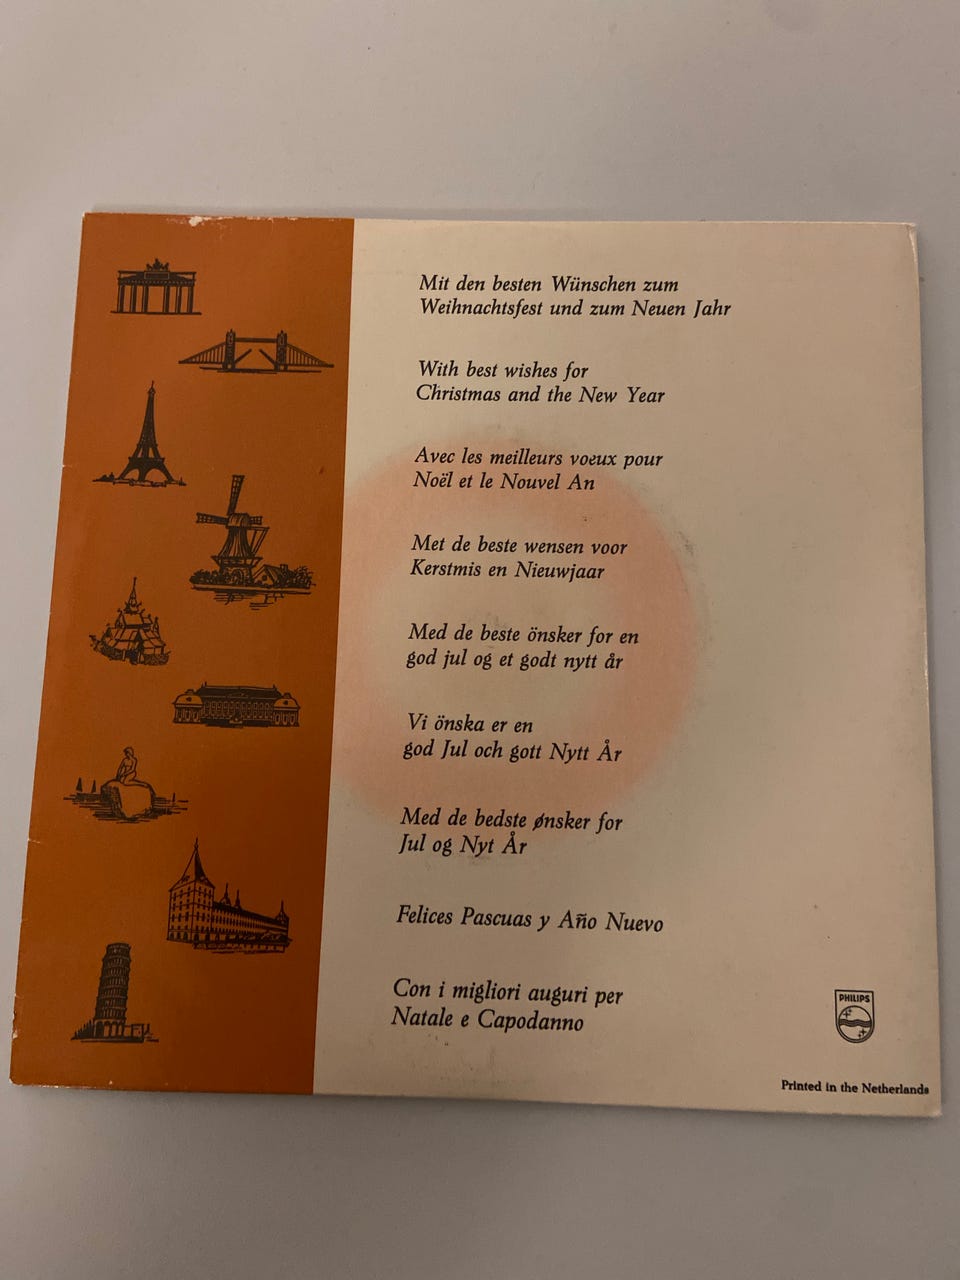 Mit den besten Wünschen zum
Weihnachtsfest und zum Neuen Jahr
With best wishes for
Christmas and the New Year
Avec les meilleurs voeux pour
Noël et le Nouvel An
Met de beste wensen voor
Kerstmis en Nieuwjaar
Med de beste önsker for en
god jul og et godt nytt år
Vi önska er en
god Jul och gott Nytt År
Med de bedste ønsker for
Jul og Nyt År
Felices Pascuas y Año Nuevo
Con i migliori auguri per
Natale e Capodanno
PHILIPS
Printed in the Netherlands